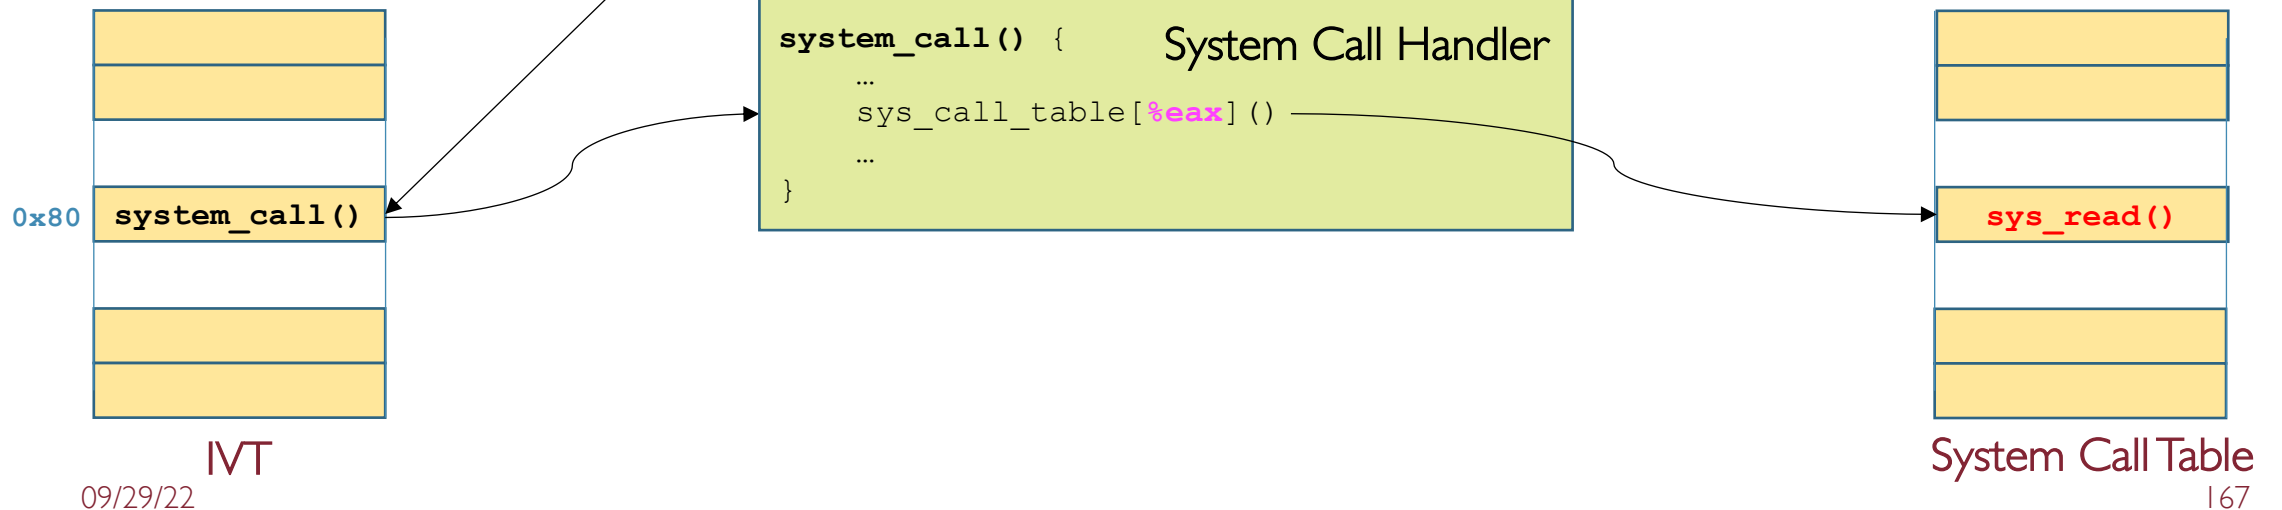 system_call() {
System Call Handler
…
sys_call_table[%eax]()
…
}
0x80
system_call()
sys_read()
IVT
System Call Table
09/29/22
167